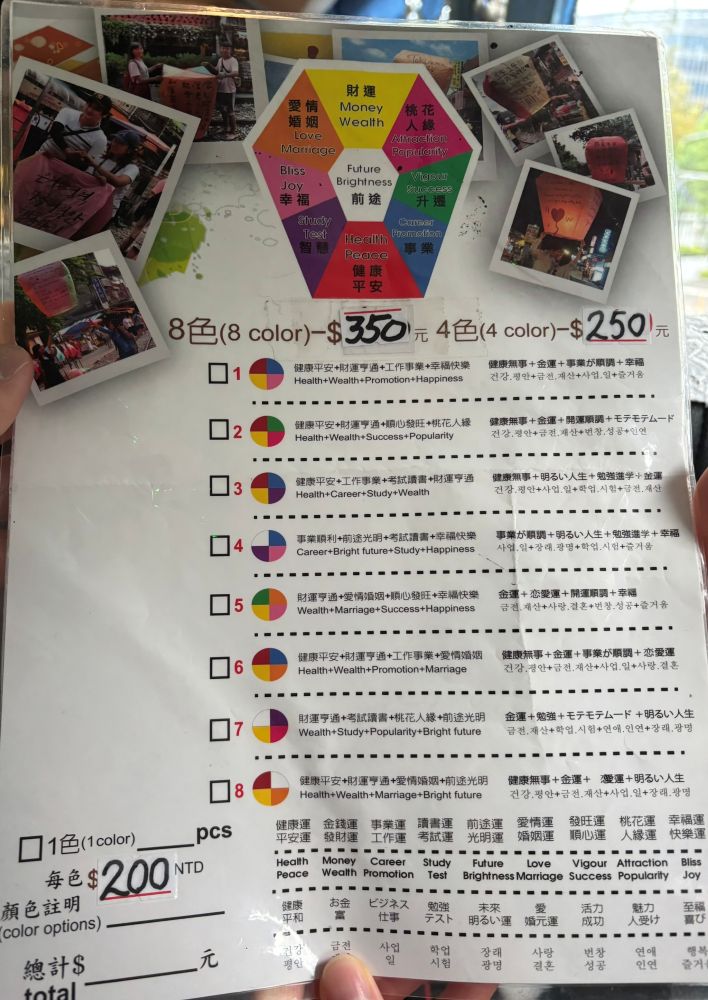 財運
Money
Wealth
愛情
婚姻
Love
Marriage
桃花
人緣
Attraction
Popularity
Bliss
Joy
幸福
Future
Brightness
前途
Vigour
Success
升遷
Study
Test
智慧
Career
Promotion
事業
Health
Peace
健康
平安
8色(8 color)–$350元 4色(4 color)–$250元
1 健康平安+財運亨通+工作事業+幸福快樂 健康無事+金運+事業が順調+幸福
Health+Wealth+Promotion+Happiness 건강.평안+금전.재산+사업.일+즐거움
2 健康平安+財運亨通+順心發旺+桃花人緣 健康無事+金運+開運順調+モテモテムード
Health+Wealth+Success+Popularity 건강.평안+금전.재산+번창.성공+인연
3 健康平安+工作事業+考試讀書+財運亨通 健康無事+明るい人生+勉強進学+金運
Health+Career+Study+Wealth 건강.평안+사업.일+학업.시험+금전.재산
4 事業順利+前途光明+考試讀書+幸福快樂 事業が順調+明るい人生+勉強進学+幸福
Career+Bright future+Study+Happiness 사업.일+장래.광명+학업.시험+즐거움
5 財運亨通+愛情婚姻+順心發旺+幸福快樂 金運+恋愛運+開運順調+幸福
Wealth+Marriage+Success+Happiness 금전.재산+사랑.결혼+번창.성공+즐거움
6 健康平安+財運亨通+工作事業+愛情婚姻 健康無事+金運+事業が順調+恋愛運
Health+Wealth+Promotion+Marriage 건강.평안+금전.재산+사업.일+사랑.결혼
7 財運亨通+考試讀書+桃花人緣+前途光明 金運+勉強+モテモテムード+明るい人生
Wealth+Study+Popularity+Bright future 금전.재산+학업.시험+연애.인연+장래.광명
8 健康平安+財運亨通+愛情婚姻+前途光明 健康無事+金運+愛運+明るい人生
Health+Wealth+Marriage+Bright future 건강.평안+금전.재산+사랑.결혼+장래.광명
1色(1color)____pcs
每色$200NTD
顏色註明
(color options)
總計$____元
total
健康運 金錢運 事業運 讀書運 前途運 愛情運 發旺運 桃花運 幸福運
平安運 發財運 工作運 考試運 光明運 婚姻運 順心運 人緣運 快樂運
Health Money Career Study Future Love Vigour Attraction Bliss
Peace Wealth Promotion Test Brightness Marriage Success Popularity Joy
健康 お金 ビジネス 勉強 未來 愛 活力 魅力 至福
平和 富 仕事 テスト 明るい運 婚元運 成功 人受け 喜び
건강 금전 사업 학업 장래 사랑 번창 연애 행복
평안 일 시험 광명 결혼 성공 인연